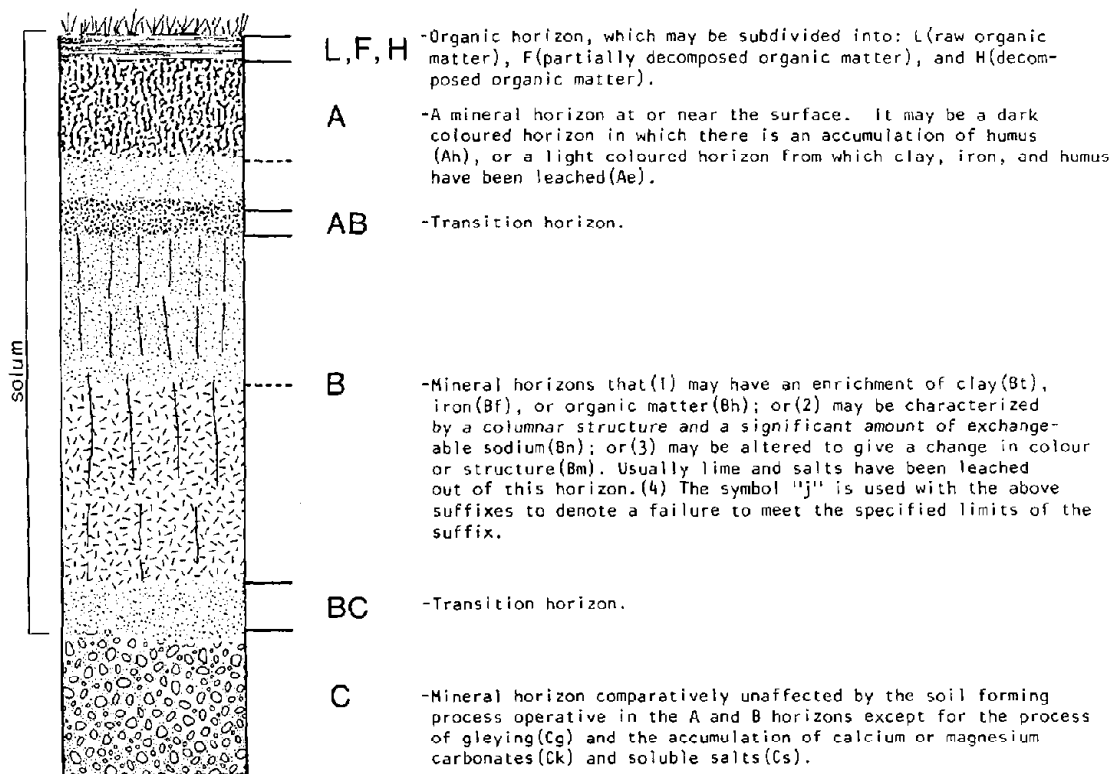 L, F, H
-Organic horizon, which may be subdivided into: L(raw organic
matter), F(partially decomposed organic matter), and H(decom-
posed organic matter).
A
-A mineral horizon at or near the surface. It may be a dark
coloured horizon in which there is an accumulation of humus
(Ah), or a light coloured horizon from which clay, iron, and humus
have been leached(Ae).
AB
-Transition horizon.
solum
B
-Mineral horizons that(1) may have an enrichment of clay(Bt),
iron(Bf), or organic matter(Bh); or(2) may be characterized
by a columnar structure and a significant amount of exchange-
able sodium(Bn); or(3) may be altered to give a change in colour
or structure(Bm). Usually lime and salts have been leached
out of this horizon.(4) The symbol "j" is used with the above
suffixes to denote a failure to meet the specified limits of the
suffix.
BC
-Transition horizon.
C
-Mineral horizon comparatively unaffected by the soil forming
process operative in the A and B horizons except for the process
of gleying(Cg) and the accumulation of calcium or magnesium
carbonates(Ck) and soluble salts(Cs).